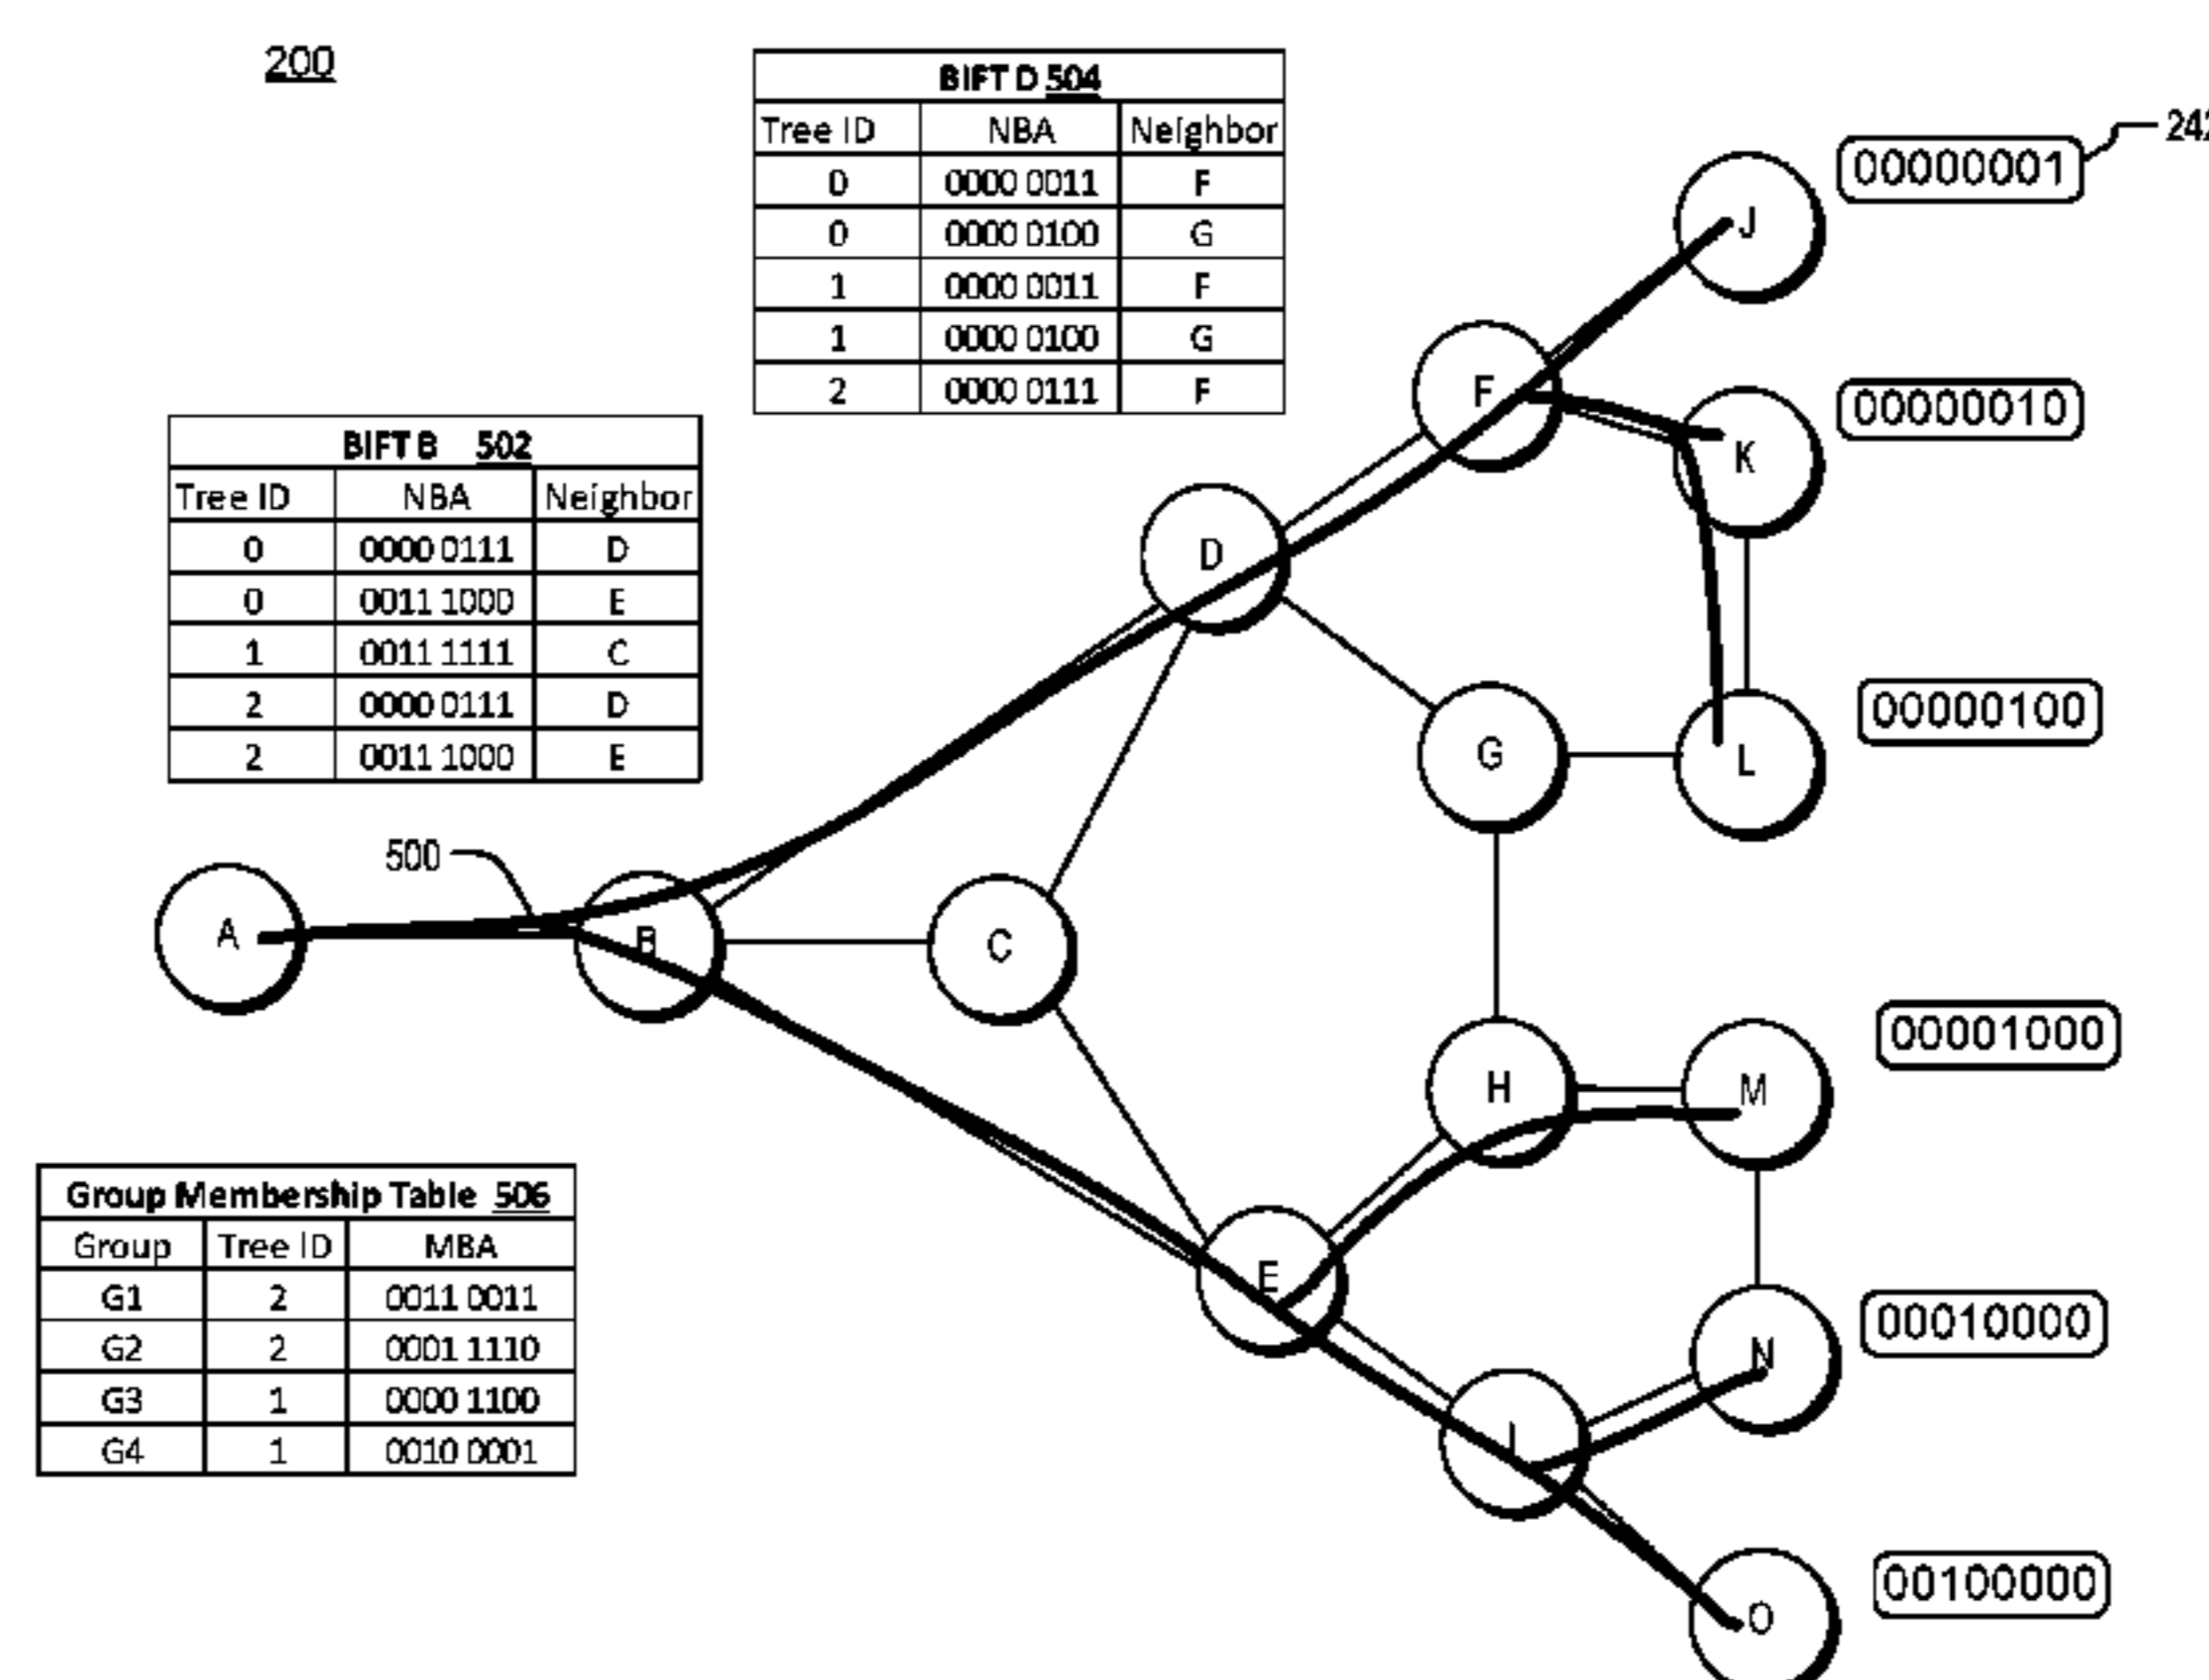 200
BIFT D 504
Tree ID NBA Neighbor
0 0000 0011 F
0 0000 0100 G
1 0000 0011 F
1 0000 0100 G
2 0000 0111 F
BIFT B 502
Tree ID NBA Neighbor
0 0000 0111 D
0 0011 1000 E
1 0011 1111 C
2 0000 0111 D
2 0011 1000 E
Group Membership Table 506
Group Tree ID MBA
G1 2 0011 0011
G2 2 0001 1110
G3 1 0000 1100
G4 1 0010 0001
500
A
B
C
D
E
F
G
H
I
J
00000001
K
00000010
L
00000100
M
00001000
N
00010000
O
00100000